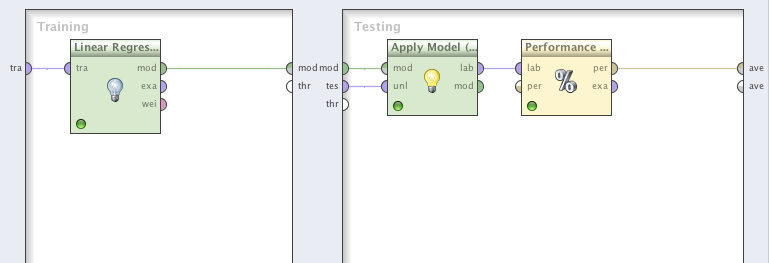 Training
Testing
Linear Regres...
Apply Model (...
Performance ...
tra tra mod mod mod mod lab lab per ave
exa thr tes unl mod per exa ave
wei thr